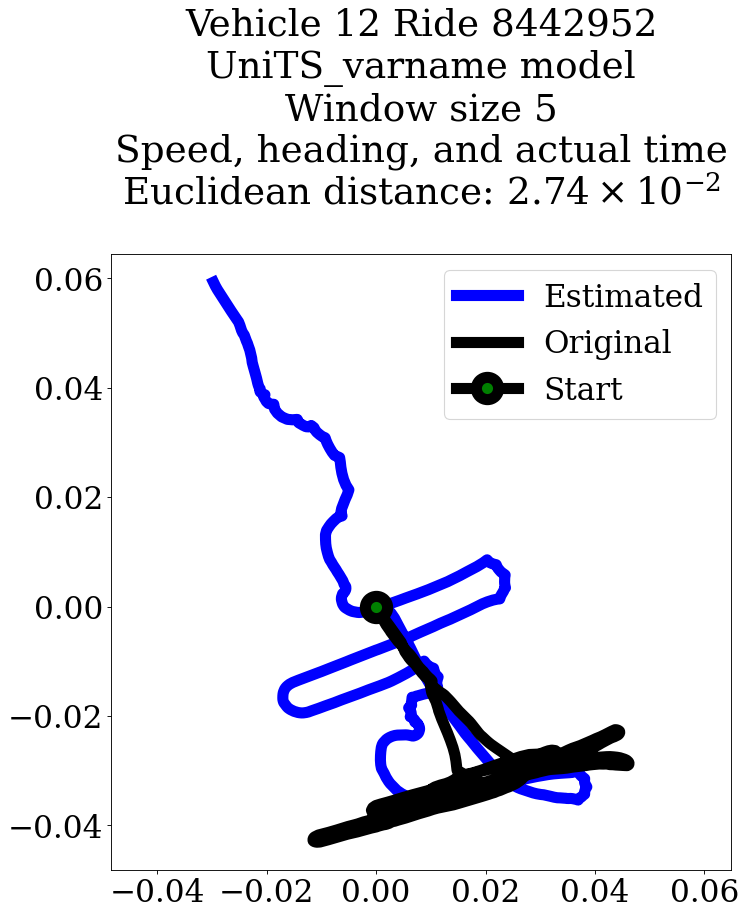 Vehicle 12 Ride 8442952
UniTS_varname model
Window size 5
Speed, heading, and actual time
Euclidean distance: 2.74 × 10⁻²
Estimated
Original
Start
0.06
0.04
0.02
0.00
−0.02
−0.04
−0.04 −0.02 0.00 0.02 0.04 0.06